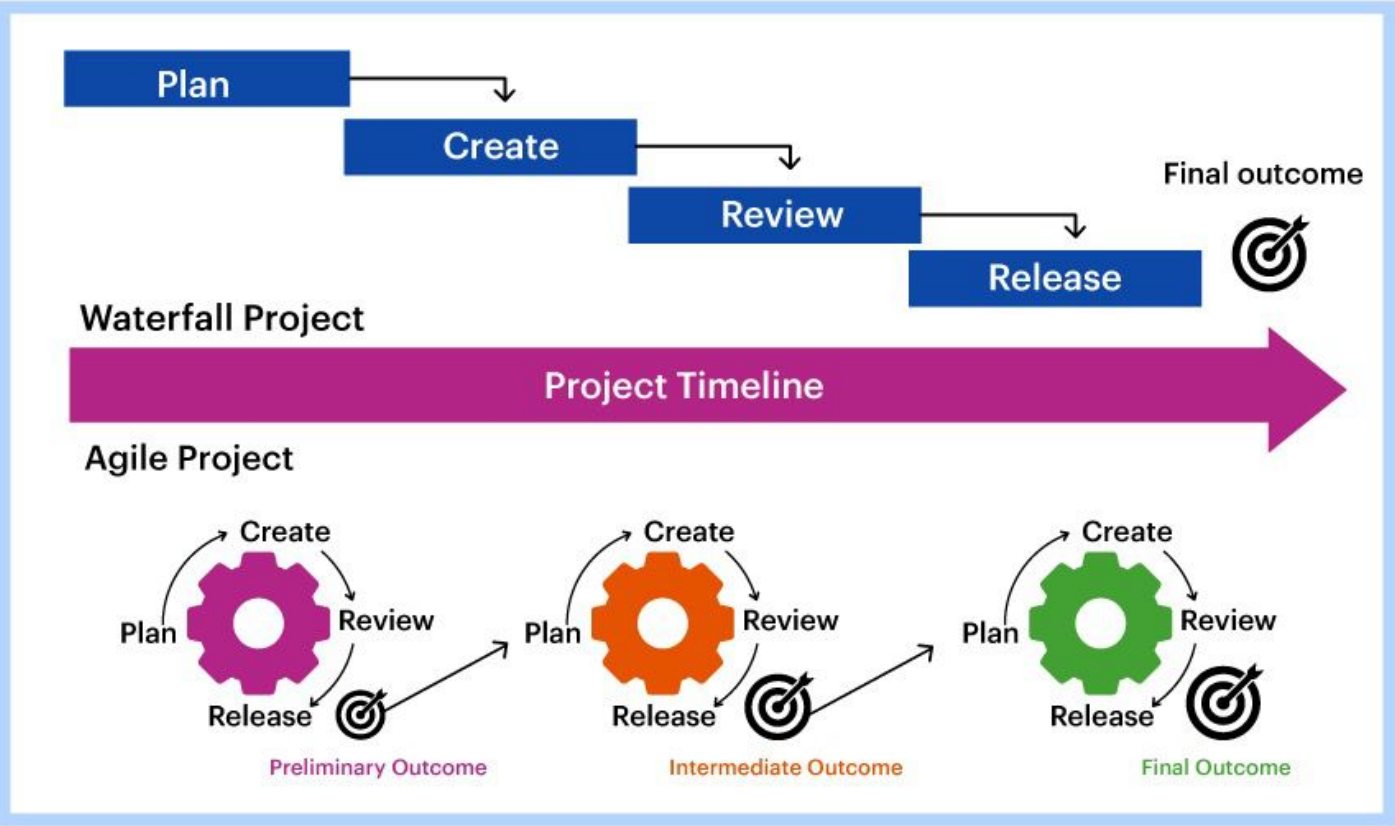 Plan
Create
Review
Release
Final outcome
Waterfall Project
Project Timeline
Agile Project
Create
Plan
Review
Release
Preliminary Outcome
Create
Plan
Review
Release
Intermediate Outcome
Create
Plan
Review
Release
Final Outcome